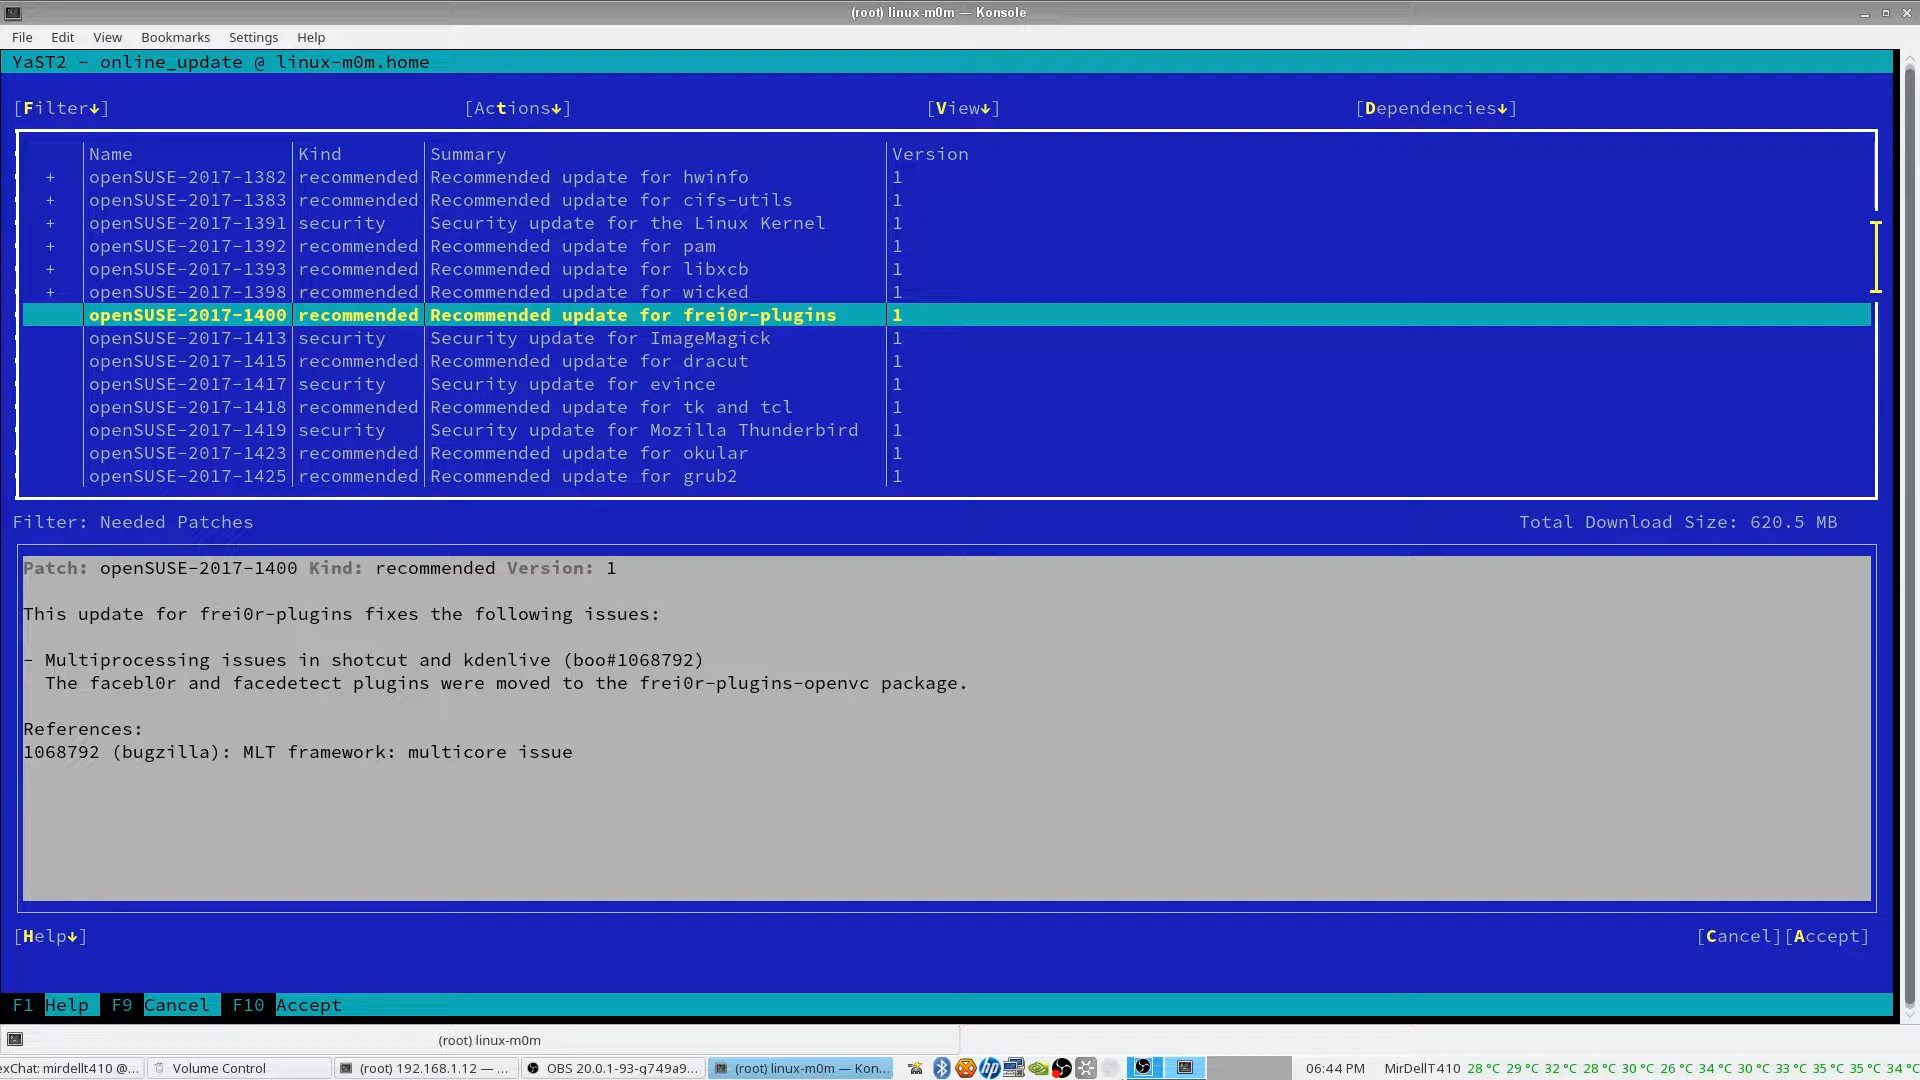 (root) linux-m0m — Konsole
File Edit View Bookmarks Settings Help
YaST2 - online_update @ linux-m0m.home
[Filter↓] [Actions↓] [View↓] [Dependencies↓]
Name Kind Summary Version
+ openSUSE-2017-1382 recommended Recommended update for hwinfo 1
+ openSUSE-2017-1383 recommended Recommended update for cifs-utils 1
+ openSUSE-2017-1391 security Security update for the Linux Kernel 1
+ openSUSE-2017-1392 recommended Recommended update for pam 1
+ openSUSE-2017-1393 recommended Recommended update for libxcb 1
+ openSUSE-2017-1398 recommended Recommended update for wicked 1
openSUSE-2017-1400 recommended Recommended update for frei0r-plugins 1
openSUSE-2017-1413 security Security update for ImageMagick 1
openSUSE-2017-1415 recommended Recommended update for dracut 1
openSUSE-2017-1417 security Security update for evince 1
openSUSE-2017-1418 recommended Recommended update for tk and tcl 1
openSUSE-2017-1419 security Security update for Mozilla Thunderbird 1
openSUSE-2017-1423 recommended Recommended update for okular 1
openSUSE-2017-1425 recommended Recommended update for grub2 1
Filter: Needed Patches Total Download Size: 620.5 MB
Patch: openSUSE-2017-1400 Kind: recommended Version: 1
This update for frei0r-plugins fixes the following issues:
- Multiprocessing issues in shotcut and kdenlive (boo#1068792)
The facebl0r and facedetect plugins were moved to the frei0r-plugins-openvc package.
References:
1068792 (bugzilla): MLT framework: multicore issue
[Help↓] [Cancel][Accept]
F1 Help F9 Cancel F10 Accept
(root) linux-m0m
exChat: mirdellt410 @... Volume Control (root) 192.168.1.12 — ... OBS 20.0.1-93-g749a9... (root) linux-m0m — Kon... 06:44 PM MirDellT410 28 °C 29 °C 32 °C 28 °C 30 °C 26 °C 34 °C 30 °C 33 °C 35 °C 35 °C 34 °C